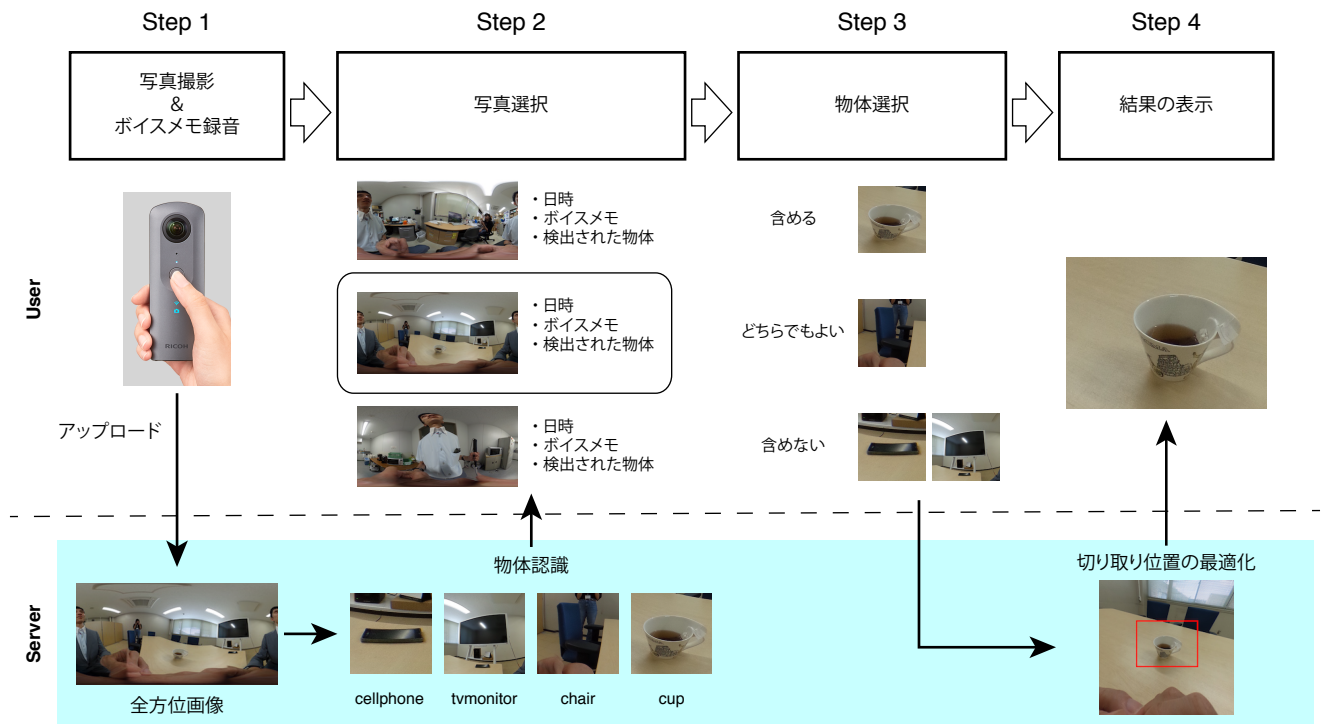 Step 1
Step 2
Step 3
Step 4
写真撮影
&
ボイスメモ録音
写真選択
物体選択
結果の表示
User
RICOH
・日時
・ボイスメモ
・検出された物体
・日時
・ボイスメモ
・検出された物体
・日時
・ボイスメモ
・検出された物体
含める
どちらでもよい
含めない
アップロード
Server
物体認識
切り取り位置の最適化
全方位画像
cellphone
tvmonitor
chair
cup